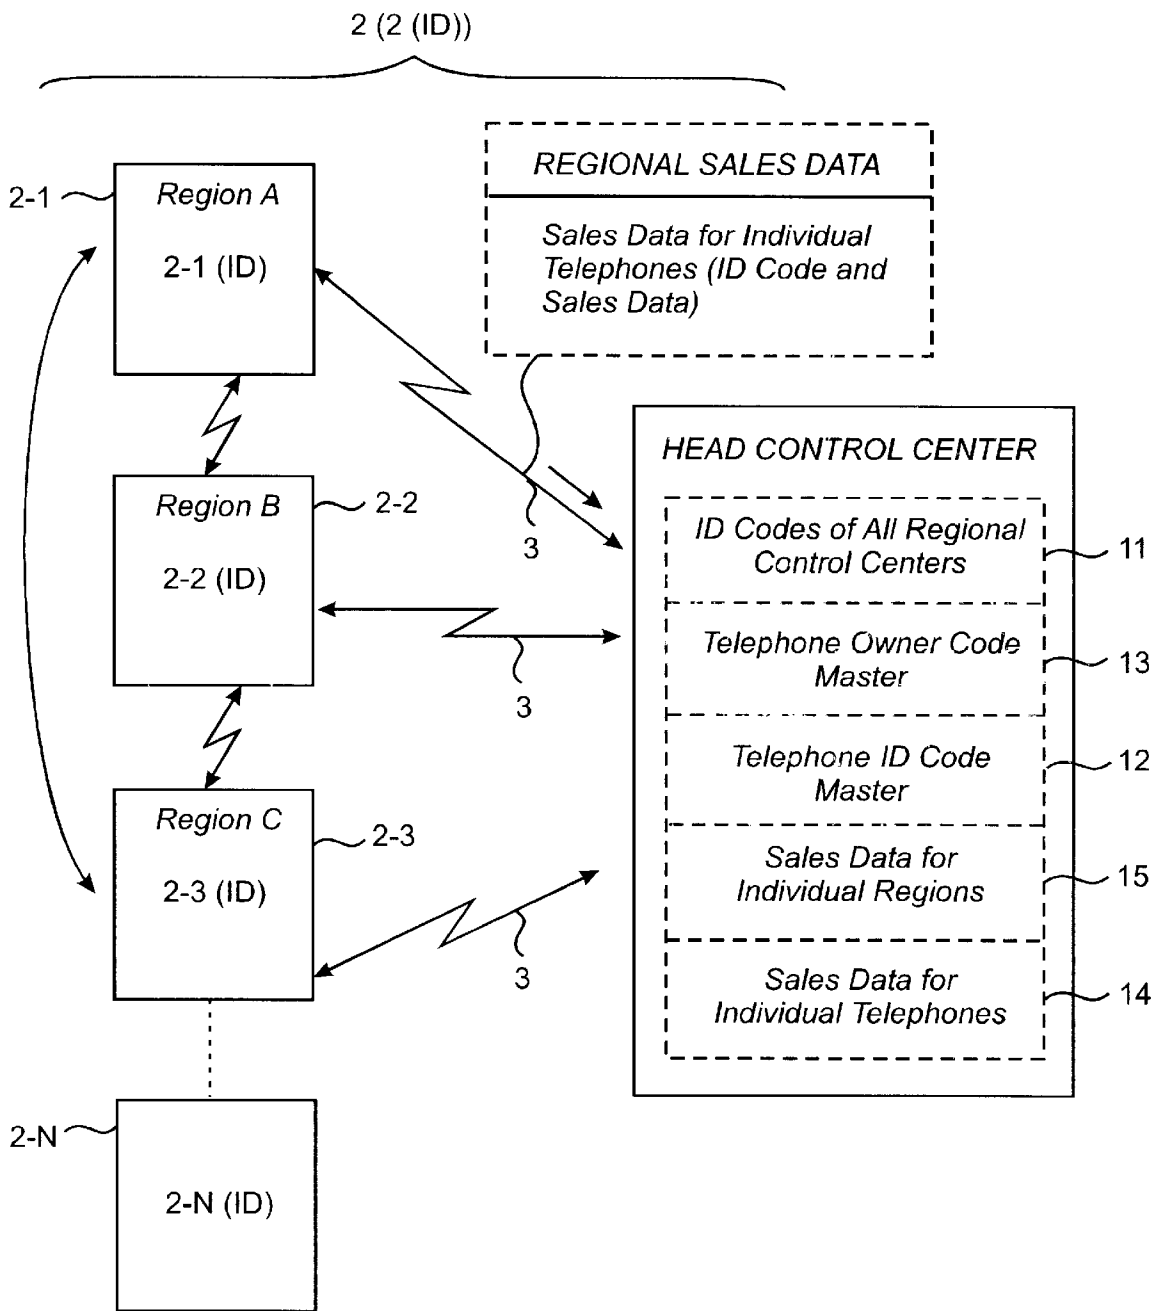 2 (2 (ID))
REGIONAL SALES DATA
Sales Data for Individual
Telephones (ID Code and
Sales Data)
2-1
Region A
2-1 (ID)
3
Region B
2-2 (ID)
2-2
3
Region C
2-3 (ID)
2-3
3
2-N
2-N (ID)
HEAD CONTROL CENTER
ID Codes of All Regional
Control Centers
11
Telephone Owner Code
Master
13
Telephone ID Code
Master
12
Sales Data for
Individual Regions
15
Sales Data for
Individual Telephones
14